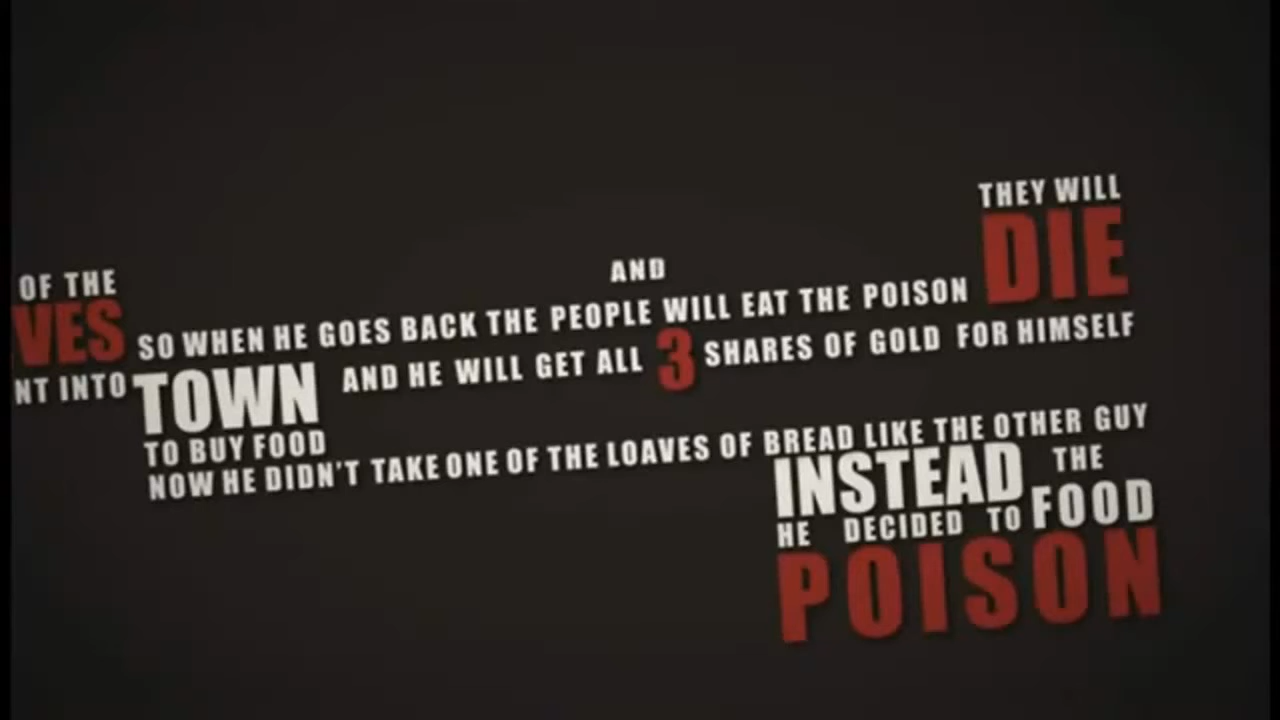 OF THE
VES
NT INTO
TOWN
TO BUY FOOD
NOW HE DIDN'T TAKE ONE OF THE LOAVES OF BREAD LIKE THE OTHER GUY
INSTEAD
HE DECIDED TO
POISON
THE
FOOD
SO WHEN HE GOES BACK THE PEOPLE WILL EAT THE POISON
AND
THEY WILL
DIE
AND HE WILL GET ALL 3 SHARES OF GOLD FOR HIMSELF